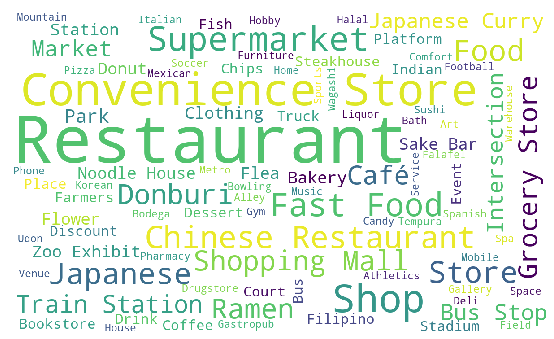 Mountain
Italian
Fish
Hobby
Halal
Japanese Curry
Station
Supermarket
Platform
Food
Market
Furniture
Steakhouse
Comfort
Pizza
Donut
Mexican
Soccer
Chips
Home
Sports
Wagashi
Indian
Football
Warehouse
Convenience Store
Park
Clothing
Truck
Liquor
Sushi
Bath
Art
Restaurant
Intersection
Grocery Store
Sake Bar
Falafel
Phone
Noodle House
Metro
Flea
Bakery
Café
Service
Event
Place
Korean
Bowling
Farmers
Donburi
Alley
Music
Fast Food
Spanish
Flower
Bodega
Dessert
Gym
Candy
Tempura
Udon
Discount
Chinese Restaurant
Spa
Zoo Exhibit
Pharmacy
Shopping Mall
Store
Mobile
Venue
Japanese
Athletics
Gallery
Space
Drugstore
Court
Bus
Shop
Deli
Train Station
Ramen
Bus Stop
Bookstore
House
Drink
Coffee
Gastropub
Filipino
Stadium
Field